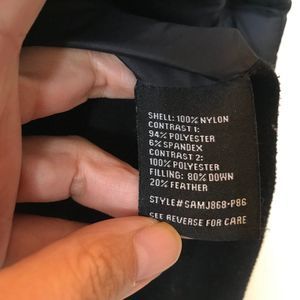 SHELL: 100% NYLON
CONTRAST 1:
94% POLYESTER
6% SPANDEX
CONTRAST 2:
100% POLYESTER
FILLING: 80% DOWN
20% FEATHER
STYLE#SAMJ868-P86
SEE REVERSE FOR CARE